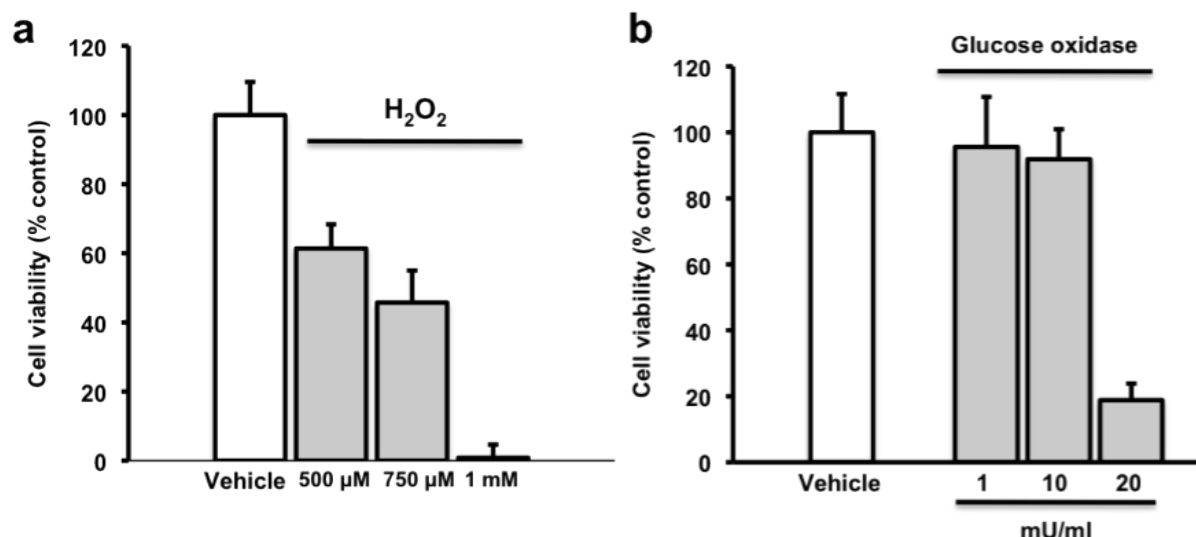 a
H₂O₂
Cell viability (% control)
120
100
80
60
40
20
0
Vehicle 500 µM 750 µM 1 mM
b
Glucose oxidase
Cell viability (% control)
120
100
80
60
40
20
0
Vehicle 1 10 20
mU/ml